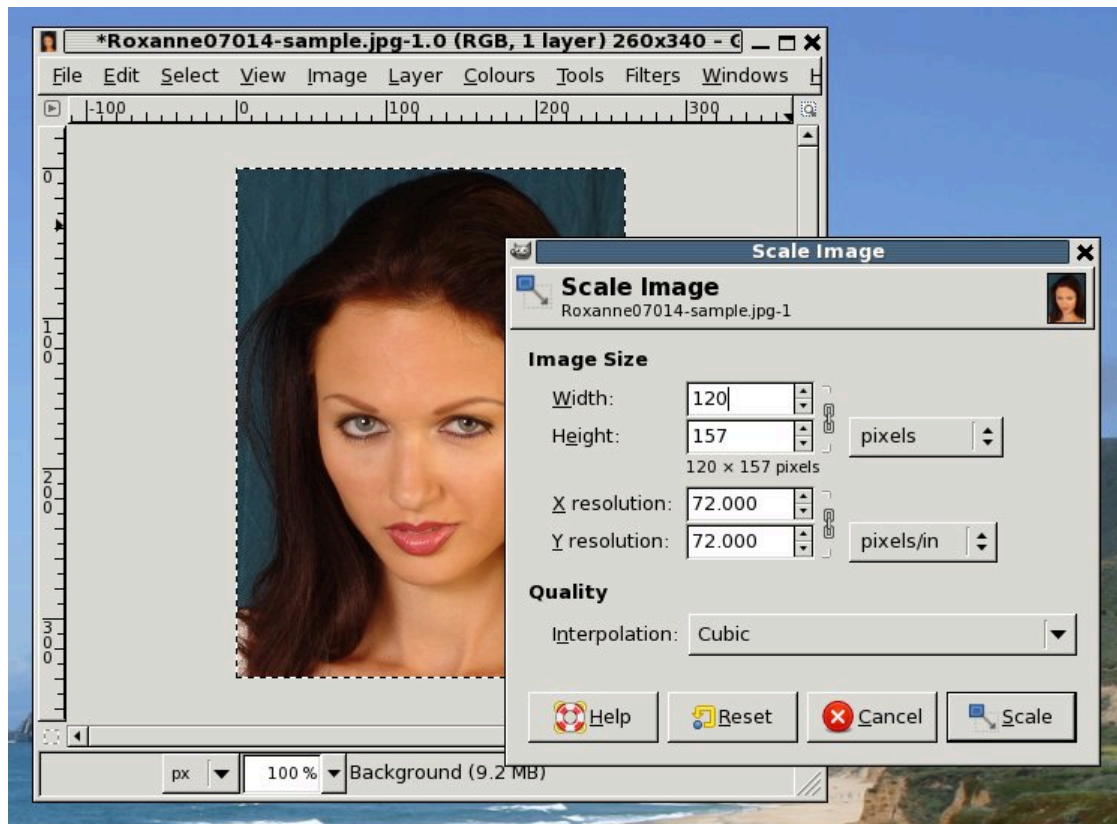 *Roxanne07014-sample.jpg-1.0 (RGB, 1 layer) 260x340 –
File Edit Select View Image Layer Colours Tools Filters Windows H
-100 0 100 200 300
0
100
200
300
Scale Image
Scale Image
Roxanne07014-sample.jpg-1
Image Size
Width: 120
Height: 157 pixels
120 × 157 pixels
X resolution: 72.000
Y resolution: 72.000 pixels/in
Quality
Interpolation: Cubic
Help Reset Cancel Scale
px 100 % Background (9.2 MB)